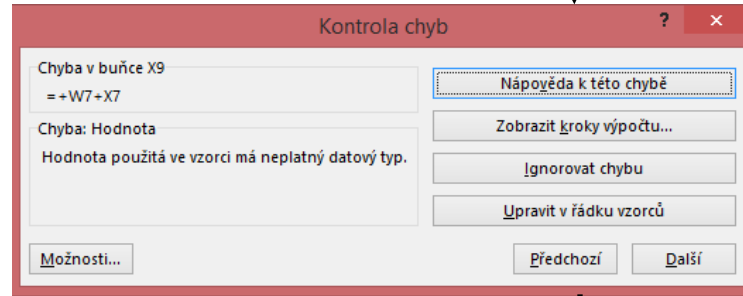 Kontrola chyb
?
×
Chyba v buňce X9
=+W7+X7
Chyba: Hodnota
Hodnota použitá ve vzorci má neplatný datový typ.
Nápověda k této chybě
Zobrazit kroky výpočtu...
Ignorovat chybu
Upravit v řádku vzorců
Možnosti...
Předchozí
Další